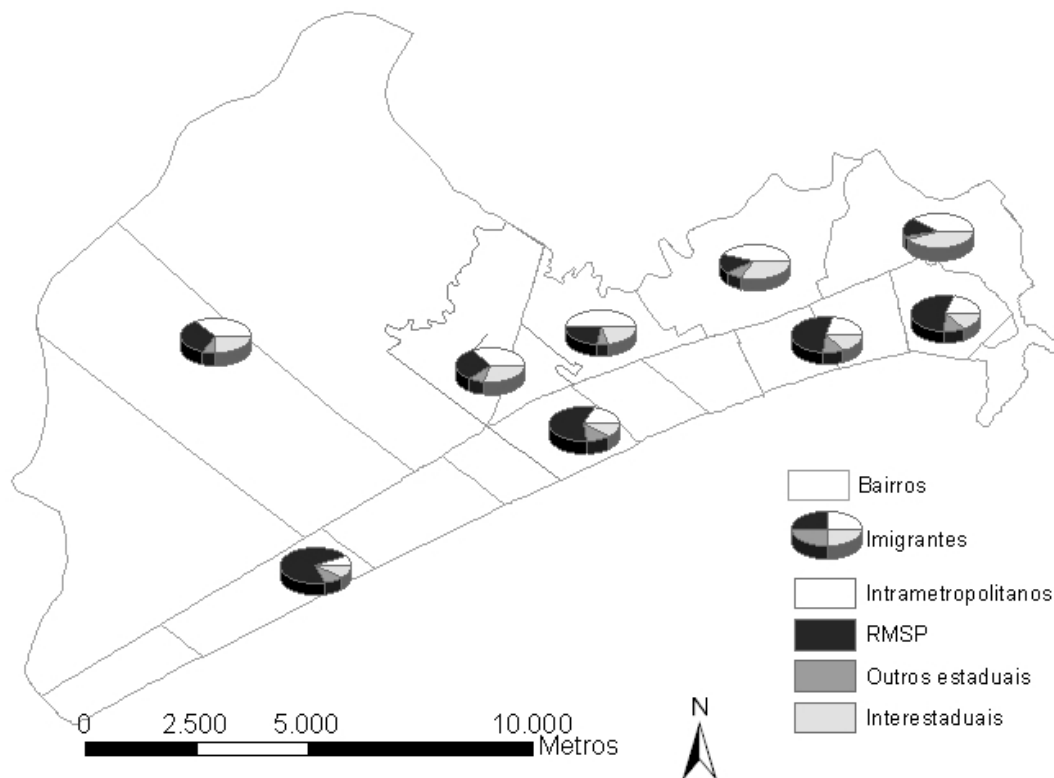 Bairros
Imigrantes
Intrametropolitanos
RMSP
Outros estaduais
Interestaduais
N
0 2.500 5.000 10.000
Metros